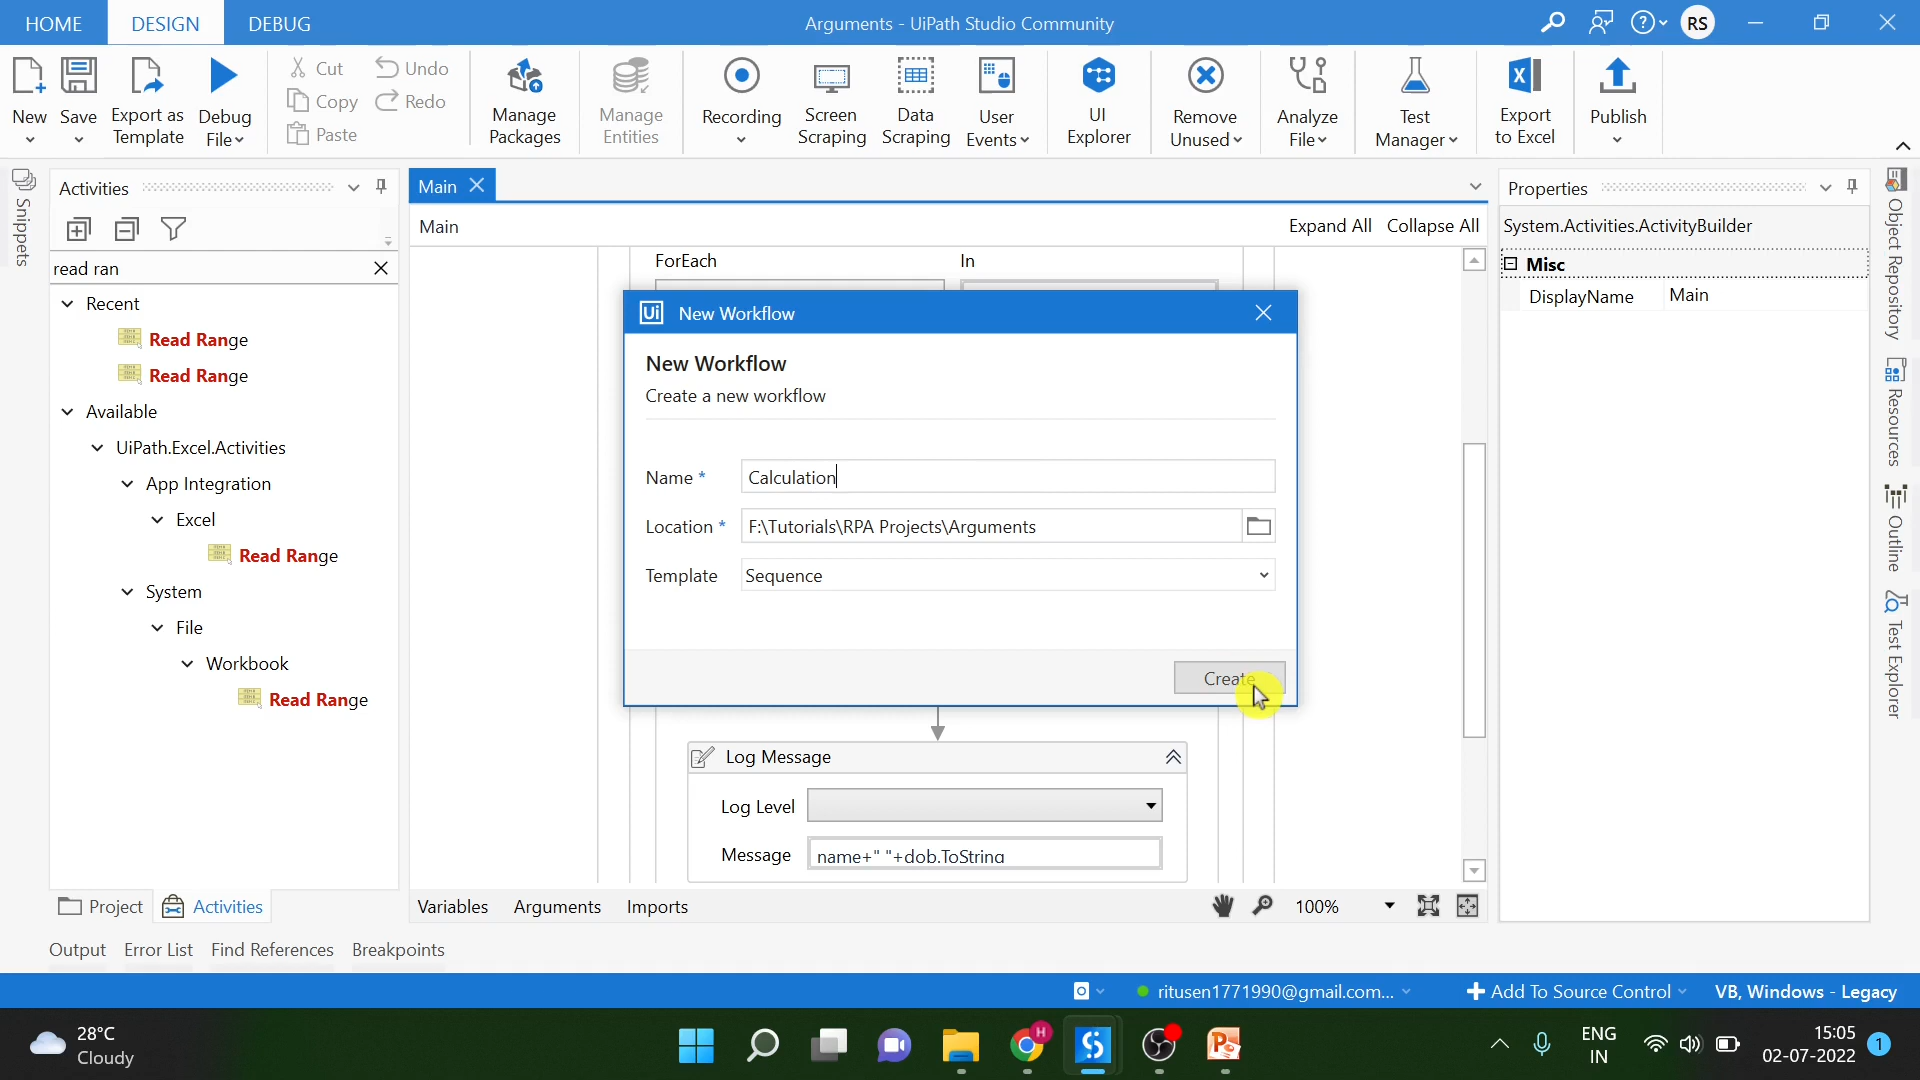 HOME
DESIGN
DEBUG
Arguments - UiPath Studio Community
RS
New
Save
Export as
Template
Debug
File
Cut
Copy
Paste
Undo
Redo
Manage
Packages
Manage
Entities
Recording
Screen
Scraping
Data
Scraping
User
Events
UI
Explorer
Remove
Unused
Analyze
File
Test
Manager
Export
to Excel
Publish
Snippets
Activities
read ran
Recent
Read Range
Read Range
Available
UiPath.Excel.Activities
App Integration
Excel
Read Range
System
File
Workbook
Read Range
Project
Activities
Main
Main
Expand All
Collapse All
ForEach
In
Ui
New Workflow
New Workflow
Create a new workflow
Name *
Calculation
Location *
F:\Tutorials\RPA Projects\Arguments
Template
Sequence
Create
Log Message
Log Level
Message
name+" "+dob.ToString
Variables
Arguments
Imports
100%
Properties
System.Activities.ActivityBuilder
Misc
DisplayName
Main
Object Repository
Resources
Outline
Test Explorer
Output
Error List
Find References
Breakpoints
ritusen1771990@gmail.com...
Add To Source Control
VB, Windows - Legacy
28°C
Cloudy
H
ENG
IN
15:05
02-07-2022
1